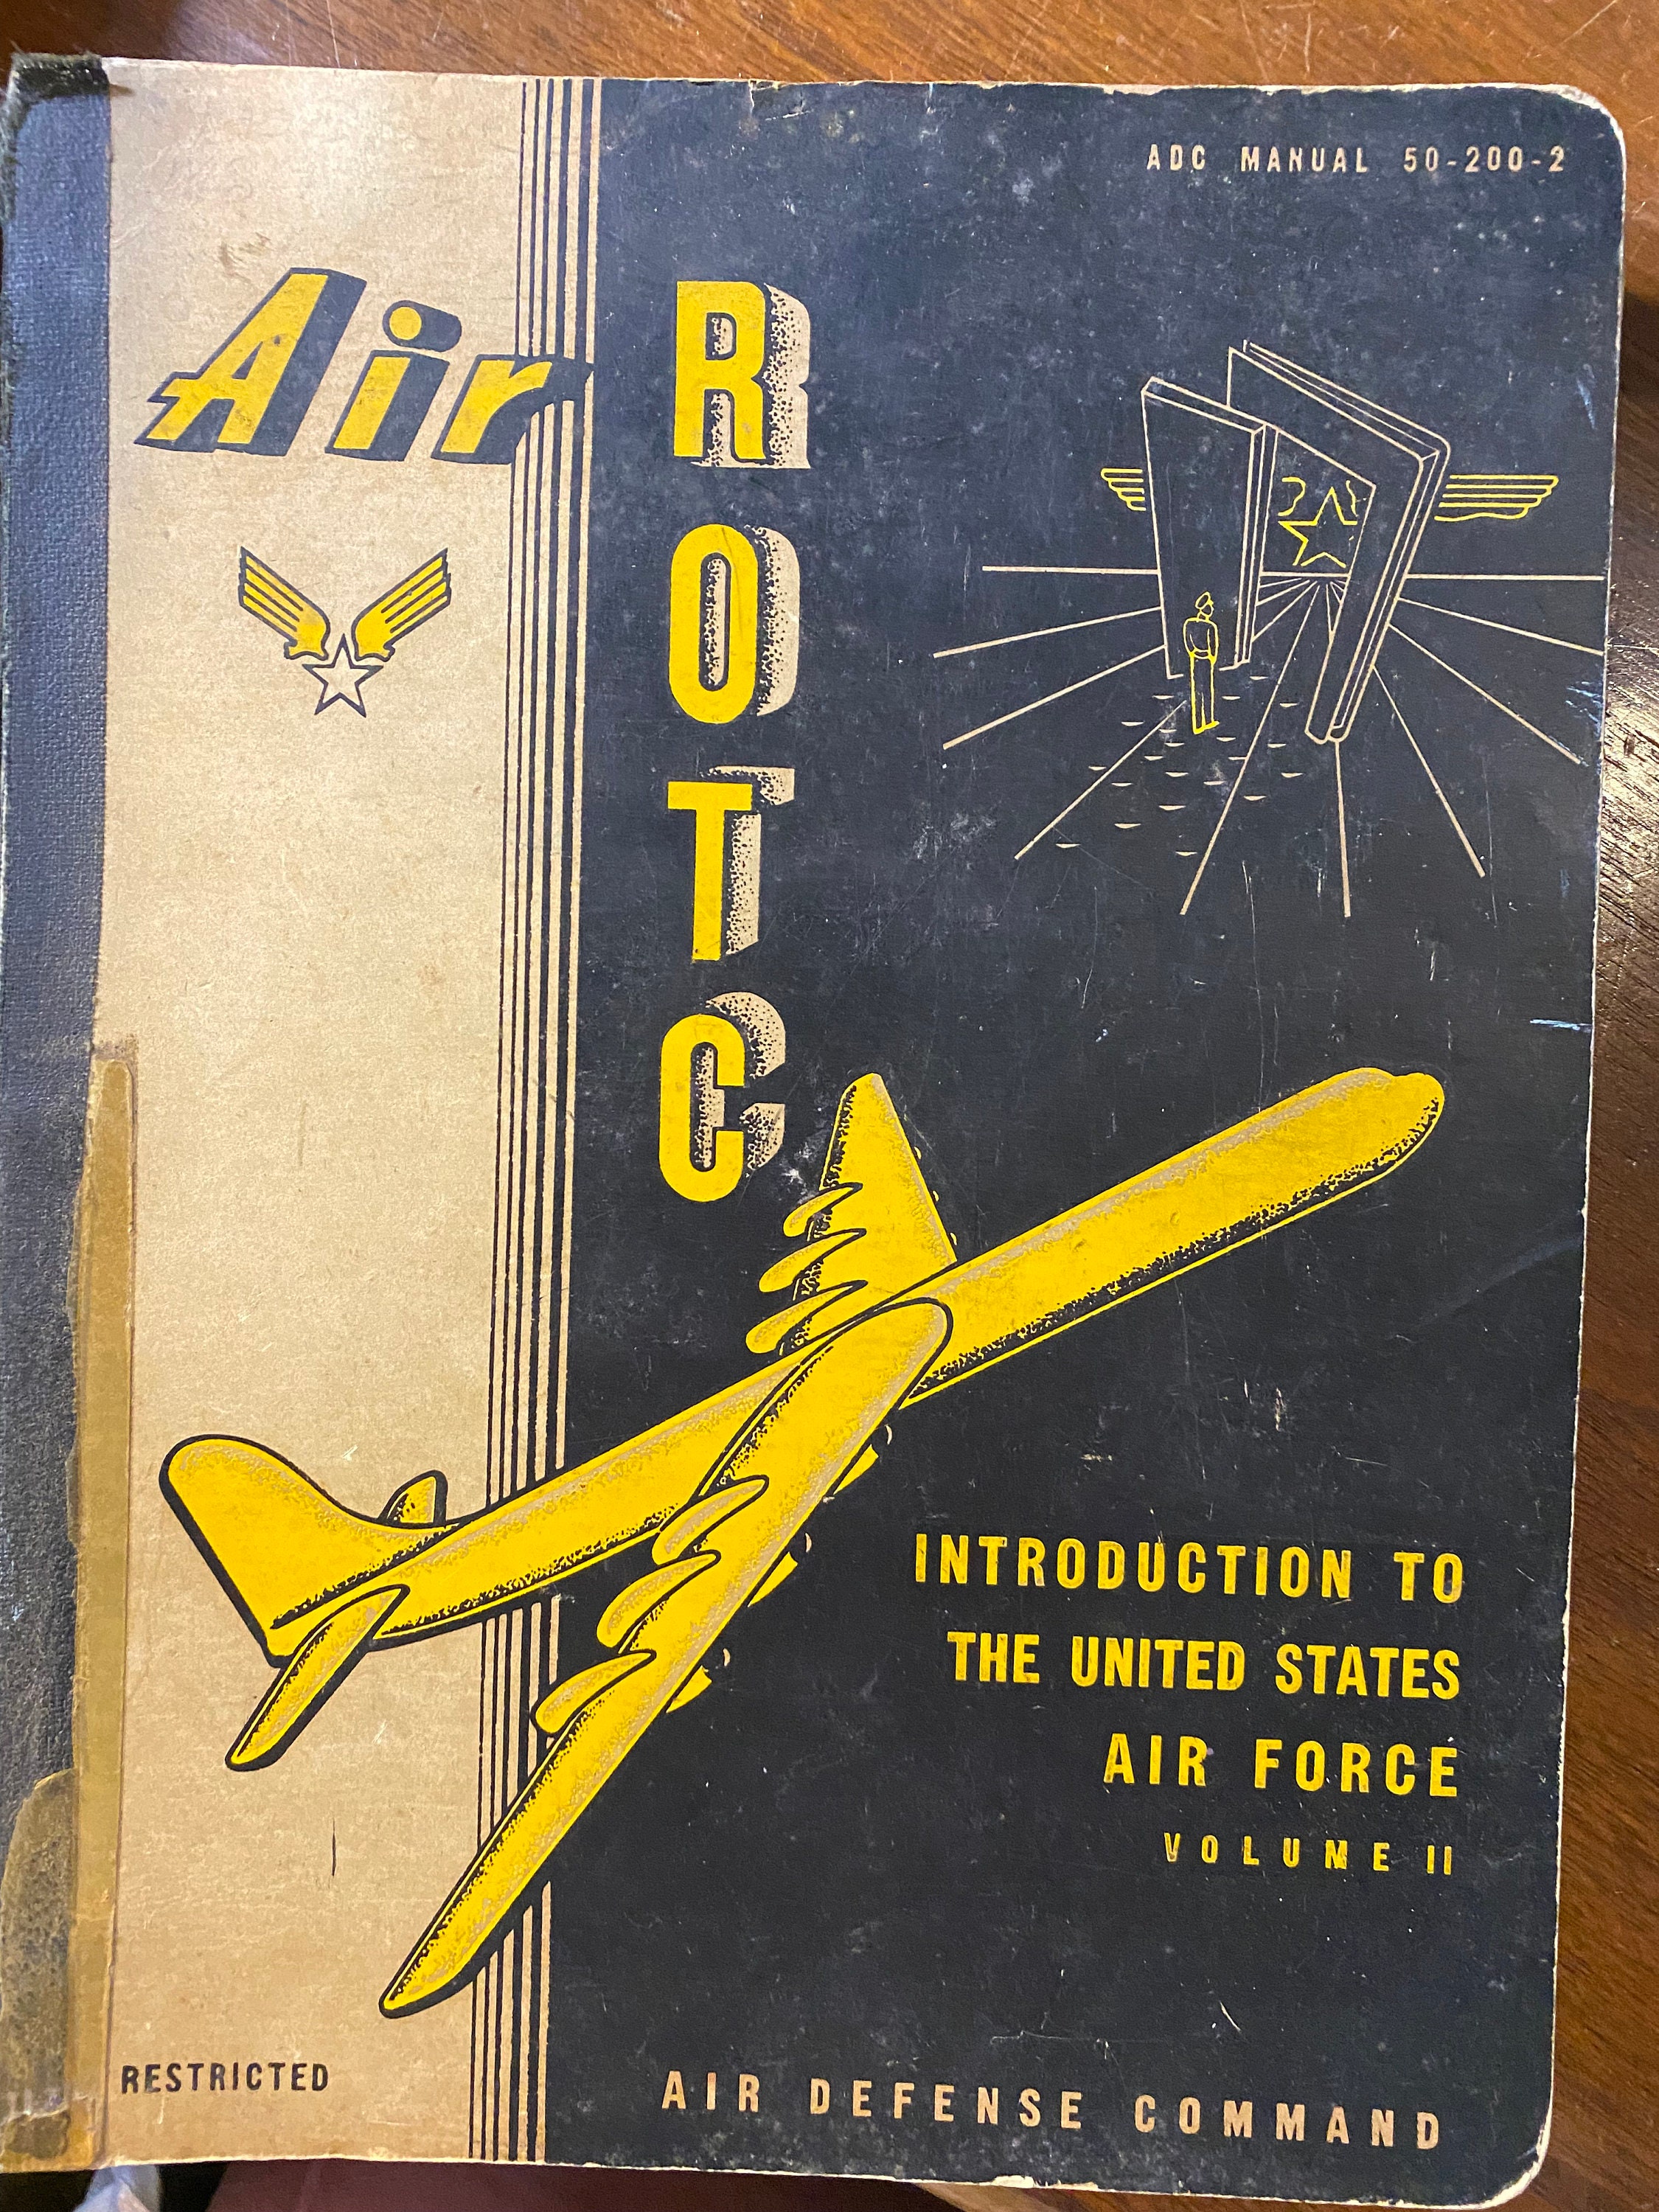 ADC MANUAL 50-200-2
Air
ROTC
INTRODUCTION TO
THE UNITED STATES
AIR FORCE
VOLUME II
RESTRICTED
AIR DEFENSE COMMAND